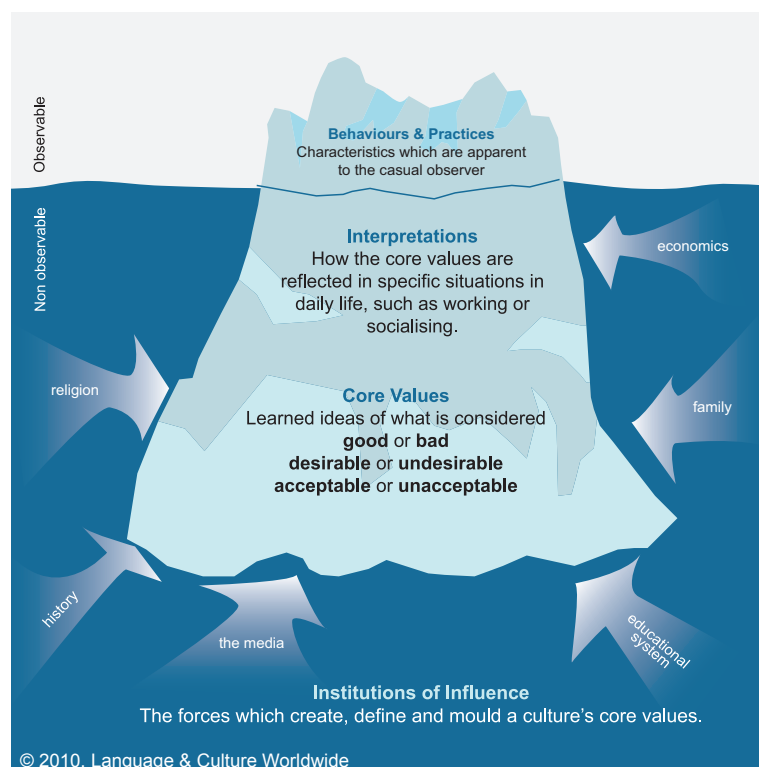 Observable
Behaviours & Practices
Characteristics which are apparent
to the casual observer
Non observable
Interpretations
How the core values are
reflected in specific situations in
daily life, such as working or
socialising.
economics
religion
Core Values
Learned ideas of what is considered
good or bad
desirable or undesirable
acceptable or unacceptable
family
history
the media
educational
system
Institutions of Influence
The forces which create, define and mould a culture's core values.
© 2010, Language & Culture Worldwide